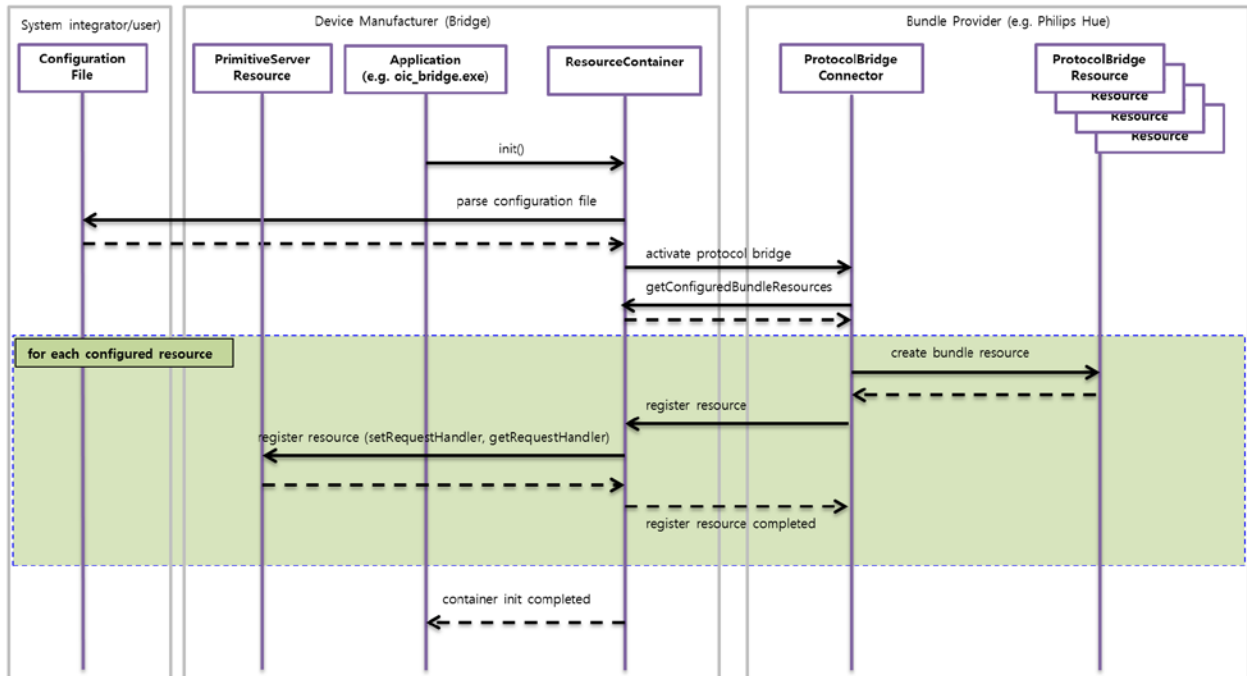 System integrator/user)
Device Manufacturer (Bridge)
Bundle Provider (e.g. Philips Hue)
Configuration
File
PrimitiveServer
Resource
Application
(e.g. oic_bridge.exe)
ResourceContainer
ProtocolBridge
Connector
ProtocolBridge
Resource
Resource
Resource
Resource
init()
parse configuration file
activate protocol bridge
getConfiguredBundleResources
for each configured resource
create bundle resource
register resource
register resource (setRequestHandler, getRequestHandler)
register resource completed
container init completed